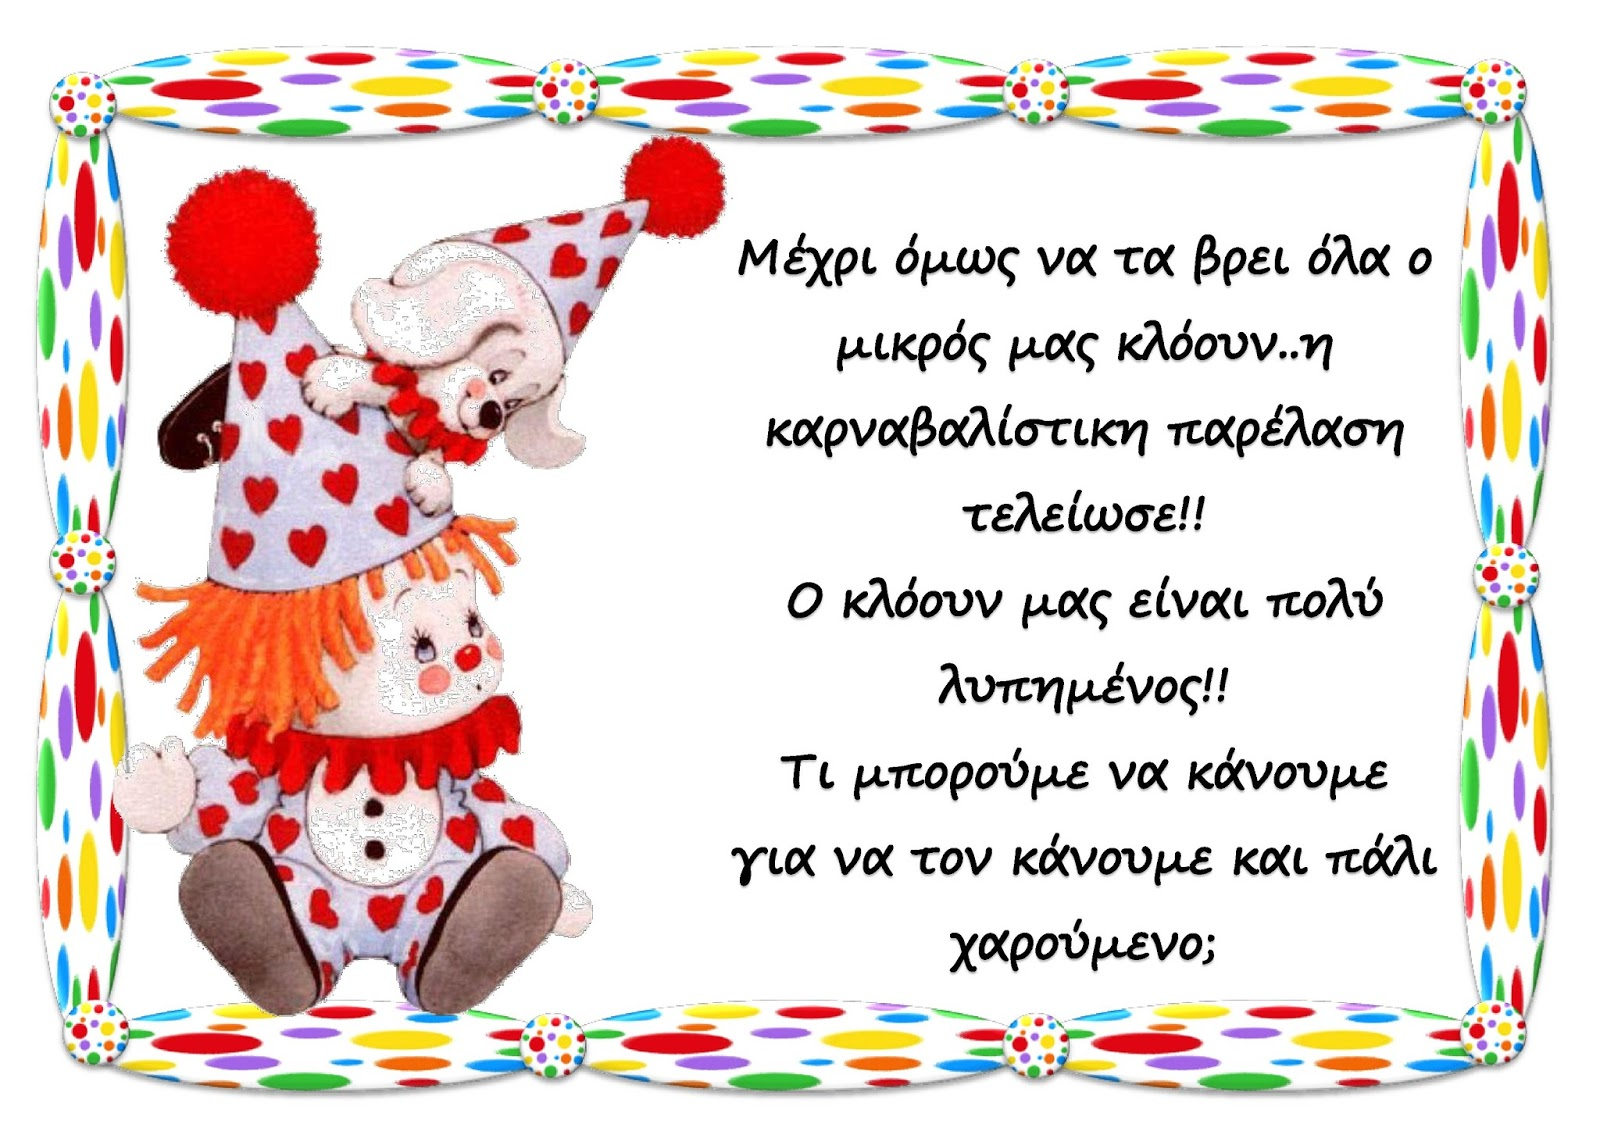 Μέχρι όμως να τα βρει όλα ο
μικρός μας κλόουν..η
καρναβαλίστικη παρέλαση
τελείωσε!!
Ο κλόουν μας είναι πολύ
λυπημένος!!
Τι μπορούμε να κάνουμε
για να τον κάνουμε και πάλι
χαρούμενο;